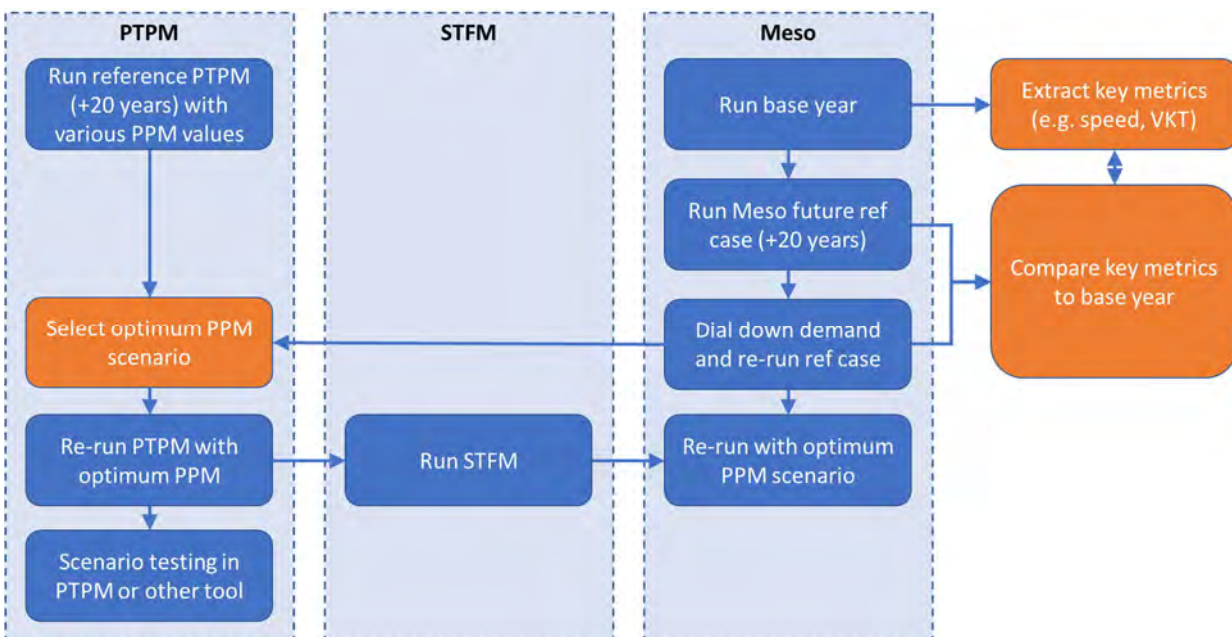 PTPM
STFM
Meso
Run reference PTPM
(+20 years) with
various PPM values
Run base year
Extract key metrics
(e.g. speed, VKT)
Run Meso future ref
case (+20 years)
Compare key metrics
to base year
Select optimum PPM
scenario
Dial down demand
and re-run ref case
Re-run PTPM with
optimum PPM
Run STFM
Re-run with optimum
PPM scenario
Scenario testing in
PTPM or other tool